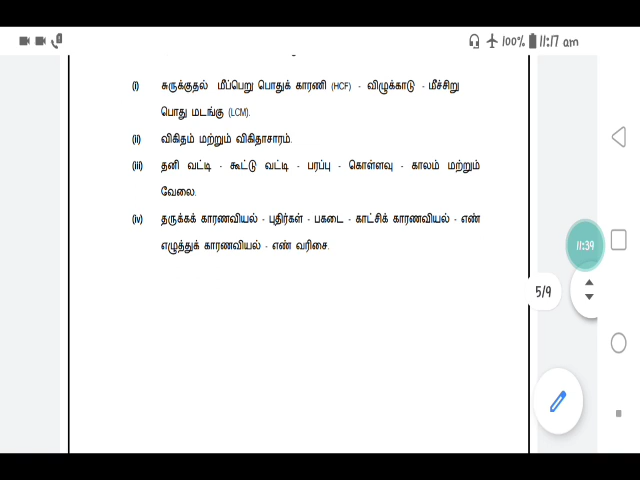 100% 11:17 am
(i) சுருக்குதல் மீப்பெறு பொதுக் காரணி (HCF) - விழுக்காடு - மீச்சிறு
பொது மடங்கு (LCM).
(ii) விகிதம் மற்றும் விகிதாசாரம்.
(iii) தனி வட்டி - கூட்டு வட்டி - பரப்பு - கொள்ளவு - காலம் மற்றும்
வேலை.
(iv) தருக்கக் காரணவியல் - புதிர்கள் - பகடை - காட்சிக் காரணவியல் - எண்
எழுத்துக் காரணவியல் - எண் வரிசை.
11:39
5/9